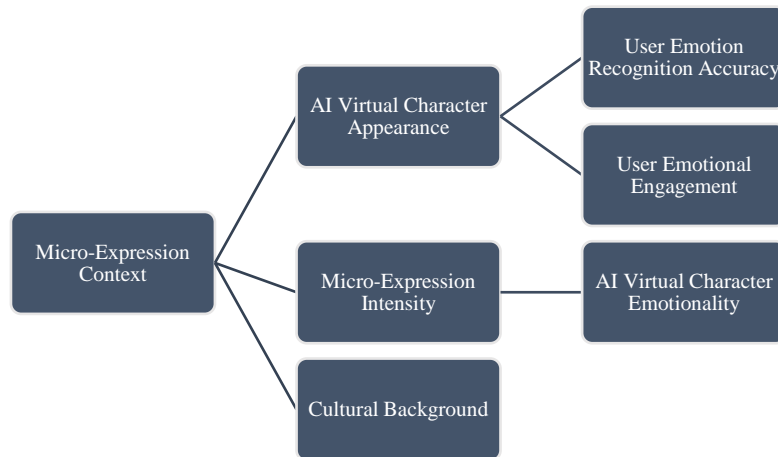 User Emotion
Recognition Accuracy
AI Virtual Character
Appearance
User Emotional
Engagement
Micro-Expression
Context
Micro-Expression
Intensity
AI Virtual Character
Emotionality
Cultural Background